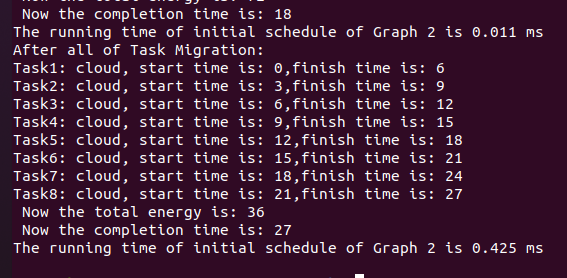 Now the completion time is: 18
The running time of initial schedule of Graph 2 is 0.011 ms
After all of Task Migration:
Task1: cloud, start time is: 0,finish time is: 6
Task2: cloud, start time is: 3,finish time is: 9
Task3: cloud, start time is: 6,finish time is: 12
Task4: cloud, start time is: 9,finish time is: 15
Task5: cloud, start time is: 12,finish time is: 18
Task6: cloud, start time is: 15,finish time is: 21
Task7: cloud, start time is: 18,finish time is: 24
Task8: cloud, start time is: 21,finish time is: 27
Now the total energy is: 36
Now the completion time is: 27
The running time of initial schedule of Graph 2 is 0.425 ms